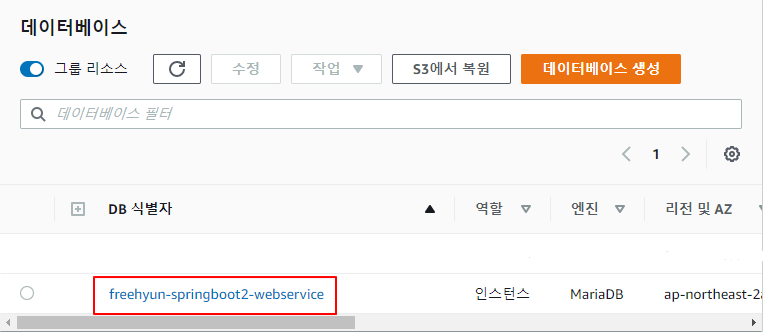 데이터베이스
그룹 리소스 수정 작업 S3에서 복원 데이터베이스 생성
데이터베이스 필터
1
DB 식별자 역할 엔진 리전 및 AZ
freehyun-springboot2-webservice 인스턴스 MariaDB ap-northeast-2a